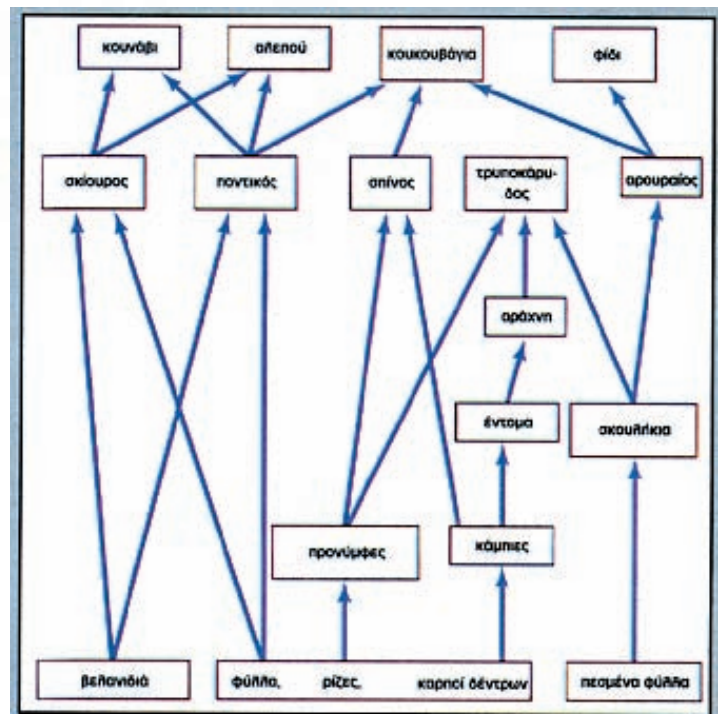 κουνάβι
αλεπού
κουκουβάγια
φίδι
σκίουρος
ποντικός
σπίνος
τρυποκάρυ-
δος
αρουραίος
αράχνη
έντομα
σκουλήκια
προνύμφες
κάμπιες
βελανιδιά
φύλλα, ρίζες, καρποί δέντρων
πεσμένα φύλλα